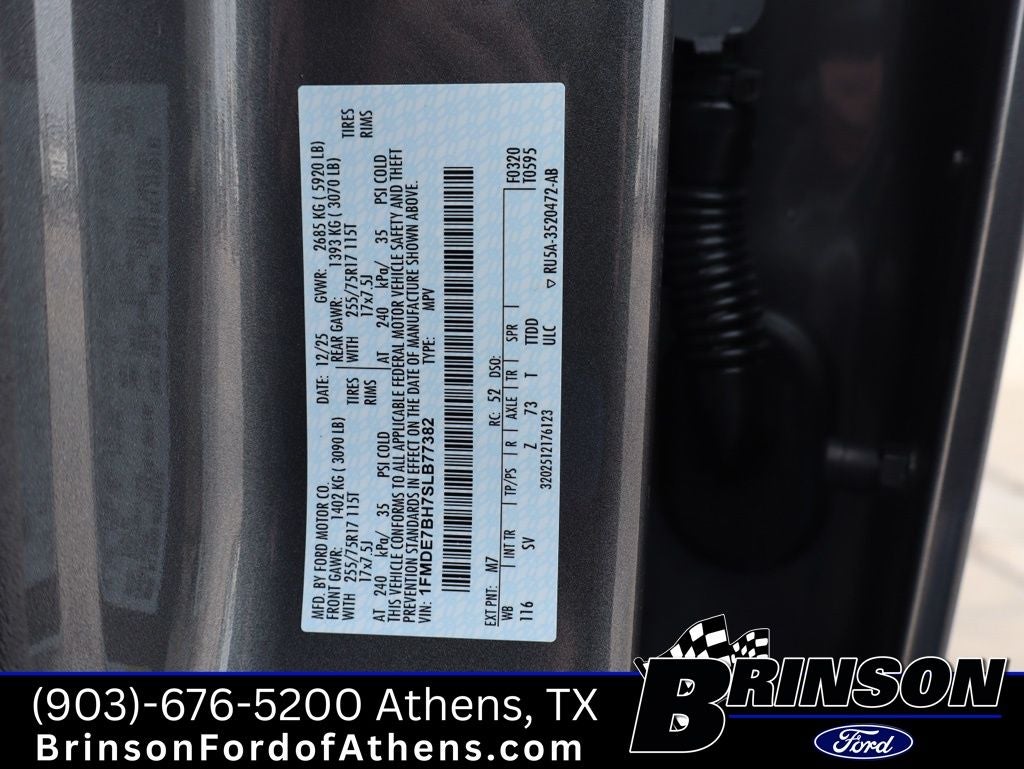 MFD. BY FORD MOTOR CO.
DATE: 12/25
GVWR: 2685 KG ( 5920 LB)
FRONT GAWR: 1402 KG ( 3090 LB)
REAR GAWR: 1393 KG ( 3070 LB)
WITH 255/75R17 115T TIRES
WITH 255/75R17 115T TIRES
17x7.5J RIMS
17x7.5J RIMS
AT 240 kPa/ 35 PSI COLD
AT 240 kPa/ 35 PSI COLD
THIS VEHICLE CONFORMS TO ALL APPLICABLE FEDERAL MOTOR VEHICLE SAFETY AND THEFT
PREVENTION STANDARDS IN EFFECT ON THE DATE OF MANUFACTURE SHOWN ABOVE.
VIN: 1FMDE7BH7SLB77382
TYPE: MPV
EXT PNT: M7 RC: 52 DSO:
F0320
WB INT TR TP/PS R AXLE TR SPR
T0595
116 SV Z 73 T TTDD
3202512176123 ULC
▽ RU5A-3520472-AB
(903)-676-5200 Athens, TX
BrinsonFordofAthens.com
BRINSON
Ford